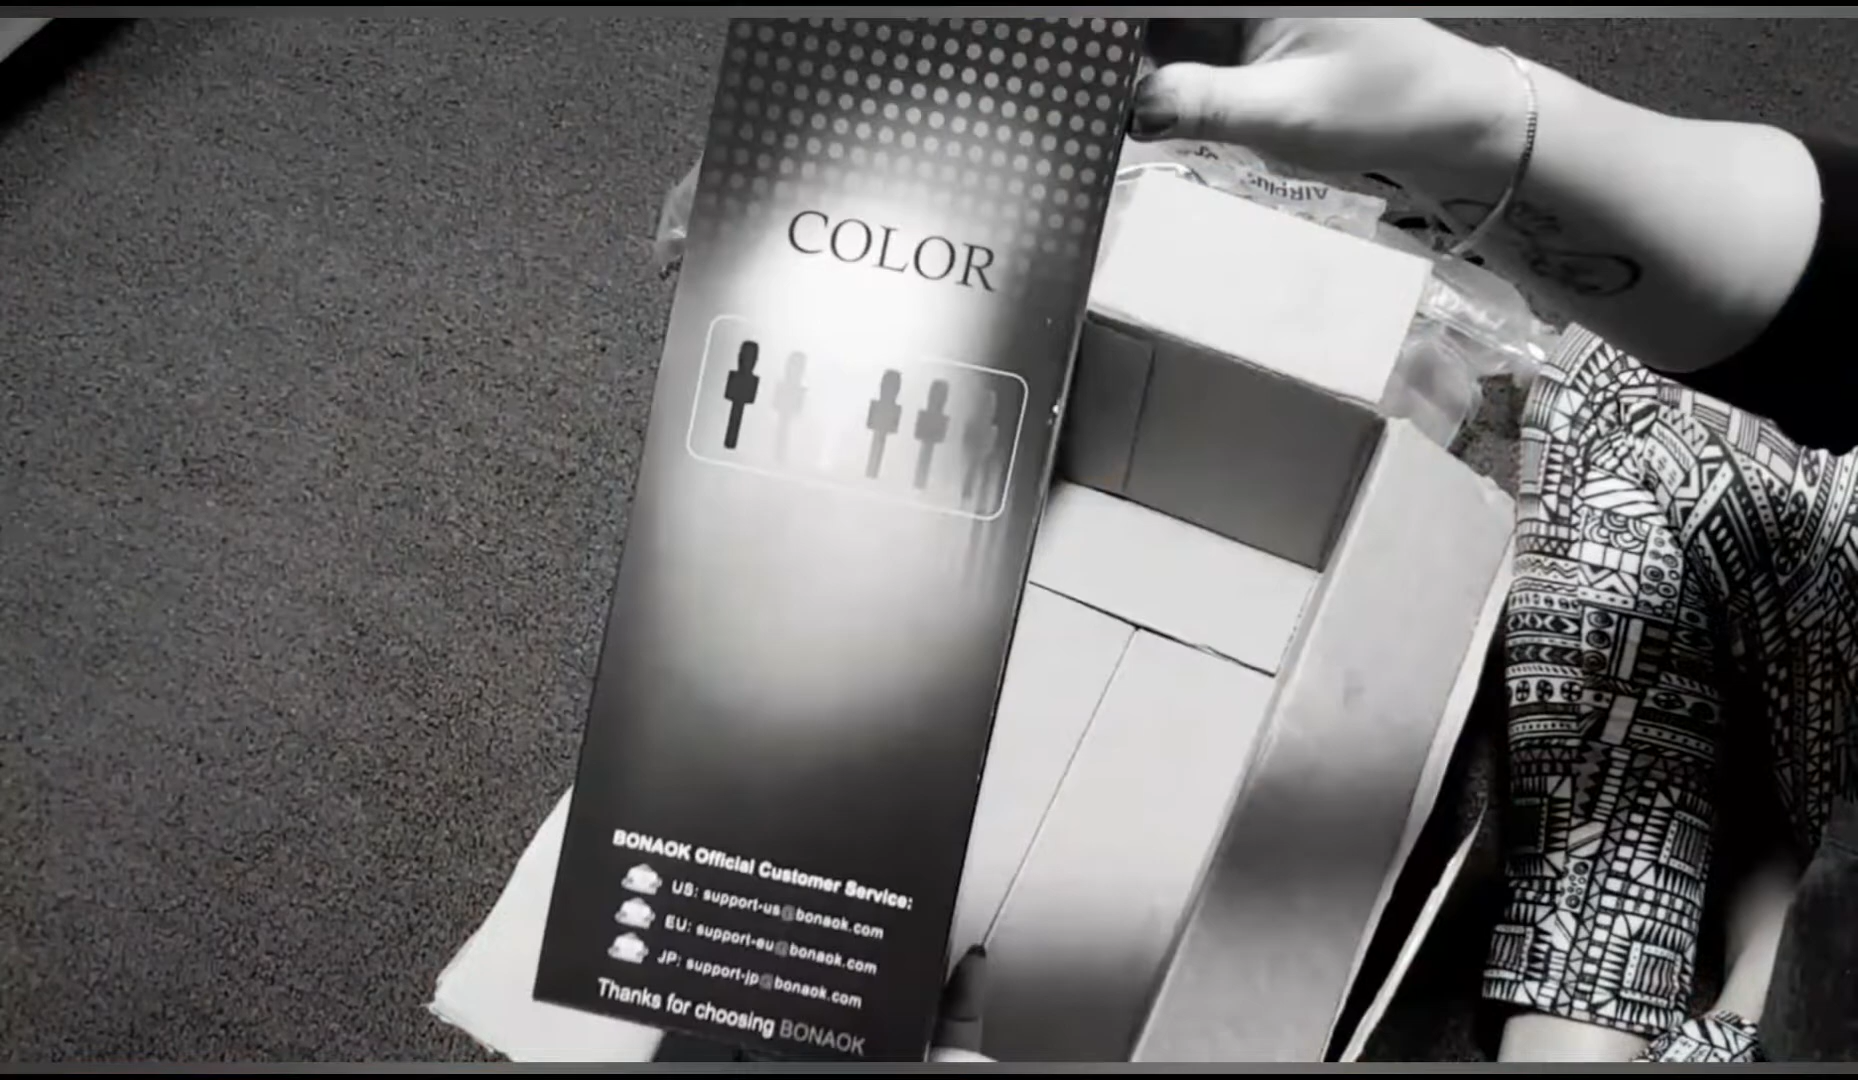 COLOR
AIRplus
BONAOK Official Customer Service:
US: support-us@bonaok.com
EU: support-eu@bonaok.com
JP: support-jp@bonaok.com
Thanks for choosing BONAOK